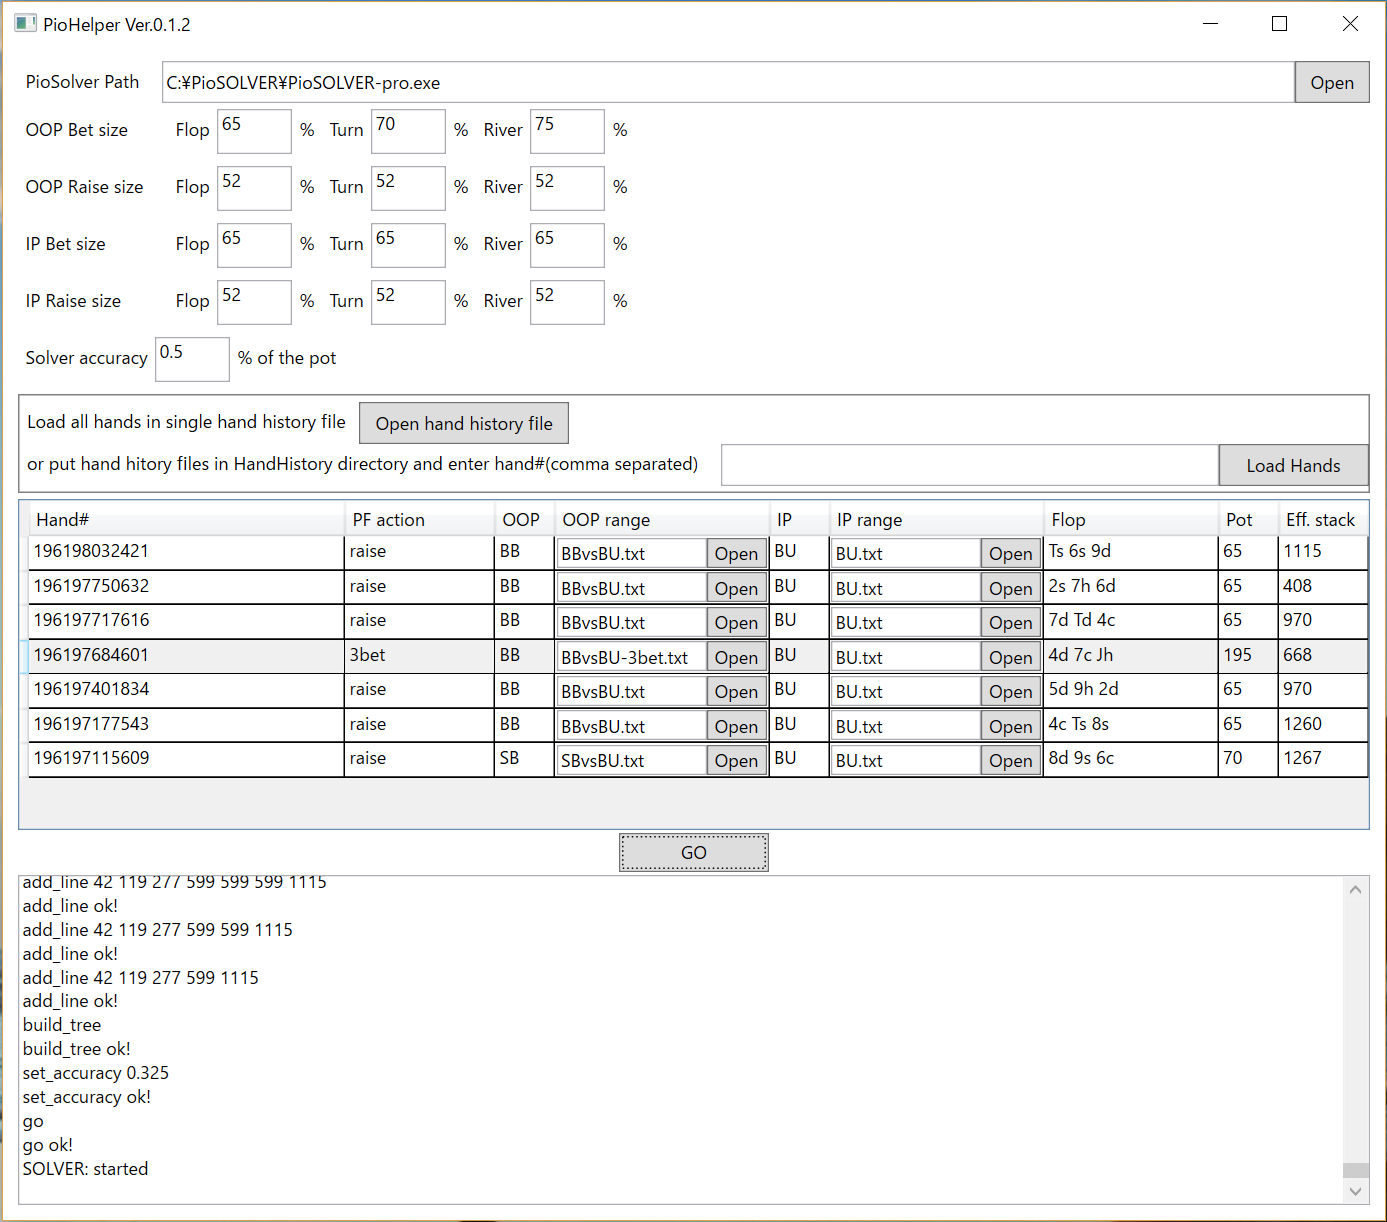 PioHelper Ver.0.1.2
PioSolver Path C:¥PioSOLVER¥PioSOLVER-pro.exe Open
OOP Bet size Flop 65 % Turn 70 % River 75 %
OOP Raise size Flop 52 % Turn 52 % River 52 %
IP Bet size Flop 65 % Turn 65 % River 65 %
IP Raise size Flop 52 % Turn 52 % River 52 %
Solver accuracy 0.5 % of the pot
Load all hands in single hand history file Open hand history file
or put hand hitory files in HandHistory directory and enter hand#(comma separated) Load Hands
Hand# PF action OOP OOP range IP IP range Flop Pot Eff. stack
196198032421 raise BB BBvsBU.txt Open BU BU.txt Open Ts 6s 9d 65 1115
196197750632 raise BB BBvsBU.txt Open BU BU.txt Open 2s 7h 6d 65 408
196197717616 raise BB BBvsBU.txt Open BU BU.txt Open 7d Td 4c 65 970
196197684601 3bet BB BBvsBU-3bet.txt Open BU BU.txt Open 4d 7c Jh 195 668
196197401834 raise BB BBvsBU.txt Open BU BU.txt Open 5d 9h 2d 65 970
196197177543 raise BB BBvsBU.txt Open BU BU.txt Open 4c Ts 8s 65 1260
196197115609 raise SB SBvsBU.txt Open BU BU.txt Open 8d 9s 6c 70 1267
GO
add_line 42 119 277 599 599 599 1115
add_line ok!
add_line 42 119 277 599 599 1115
add_line ok!
add_line 42 119 277 599 1115
add_line ok!
build_tree
build_tree ok!
set_accuracy 0.325
set_accuracy ok!
go
go ok!
SOLVER: started